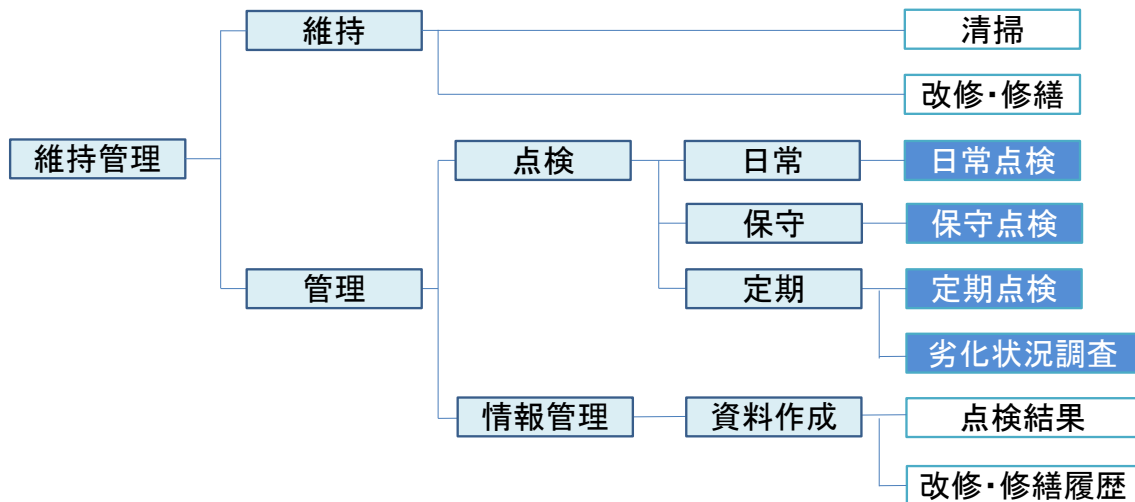 維持
清掃
改修・修繕
維持管理
点検
日常
日常点検
保守
保守点検
管理
定期
定期点検
劣化状況調査
情報管理
資料作成
点検結果
改修・修繕履歴